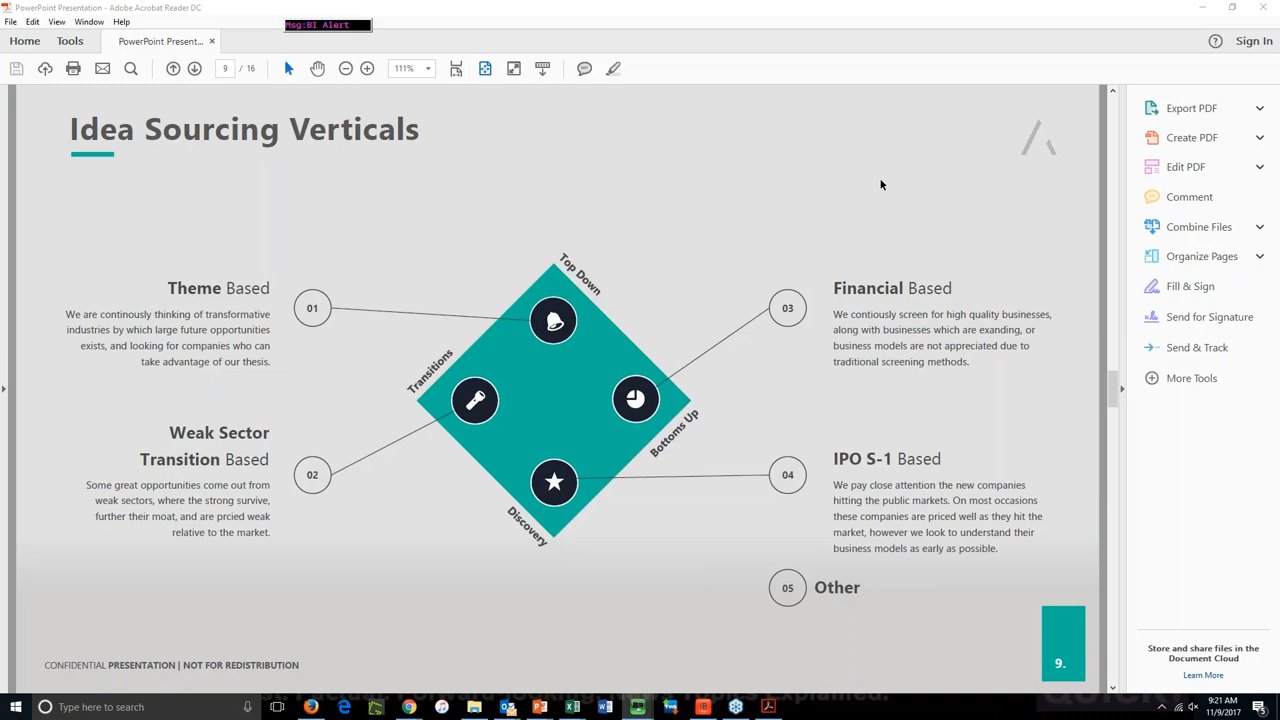 PowerPoint Presentation - Adobe Acrobat Reader DC
File Edit View Window Help
Msg:BI Alert
Home Tools PowerPoint Present... × Sign In
9 / 16 111%
Idea Sourcing Verticals
Theme Based
We are continously thinking of transformative
industries by which large future opportunities
exists, and looking for companies who can
take advantage of our thesis.
01
Weak Sector
Transition Based
Some great opportunities come out from
weak sectors, where the strong survive,
further their moat, and are prcied weak
relative to the market.
02
Top Down
Transitions
Bottoms Up
Discovery
03
Financial Based
We contiously screen for high quality businesses,
along with businesses which are exanding, or
business models are not appreciated due to
traditional screening methods.
04
IPO S-1 Based
We pay close attention the new companies
hitting the public markets. On most occasions
these companies are priced well as they hit the
market, however we look to understand their
business models as early as possible.
05 Other
CONFIDENTIAL PRESENTATION | NOT FOR REDISTRIBUTION
9.
Export PDF
Create PDF
Edit PDF
Comment
Combine Files
Organize Pages
Fill & Sign
Send for Signature
Send & Track
More Tools
Store and share files in the
Document Cloud
Learn More
Type here to search
9:21 AM
11/9/2017